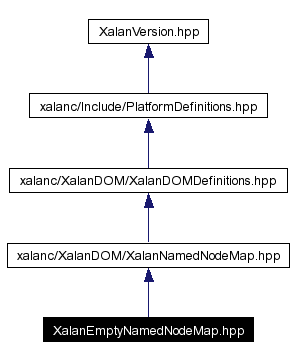 XalanVersion.hpp
xalanc/Include/PlatformDefinitions.hpp
xalanc/XalanDOM/XalanDOMDefinitions.hpp
xalanc/XalanDOM/XalanNamedNodeMap.hpp
XalanEmptyNamedNodeMap.hpp